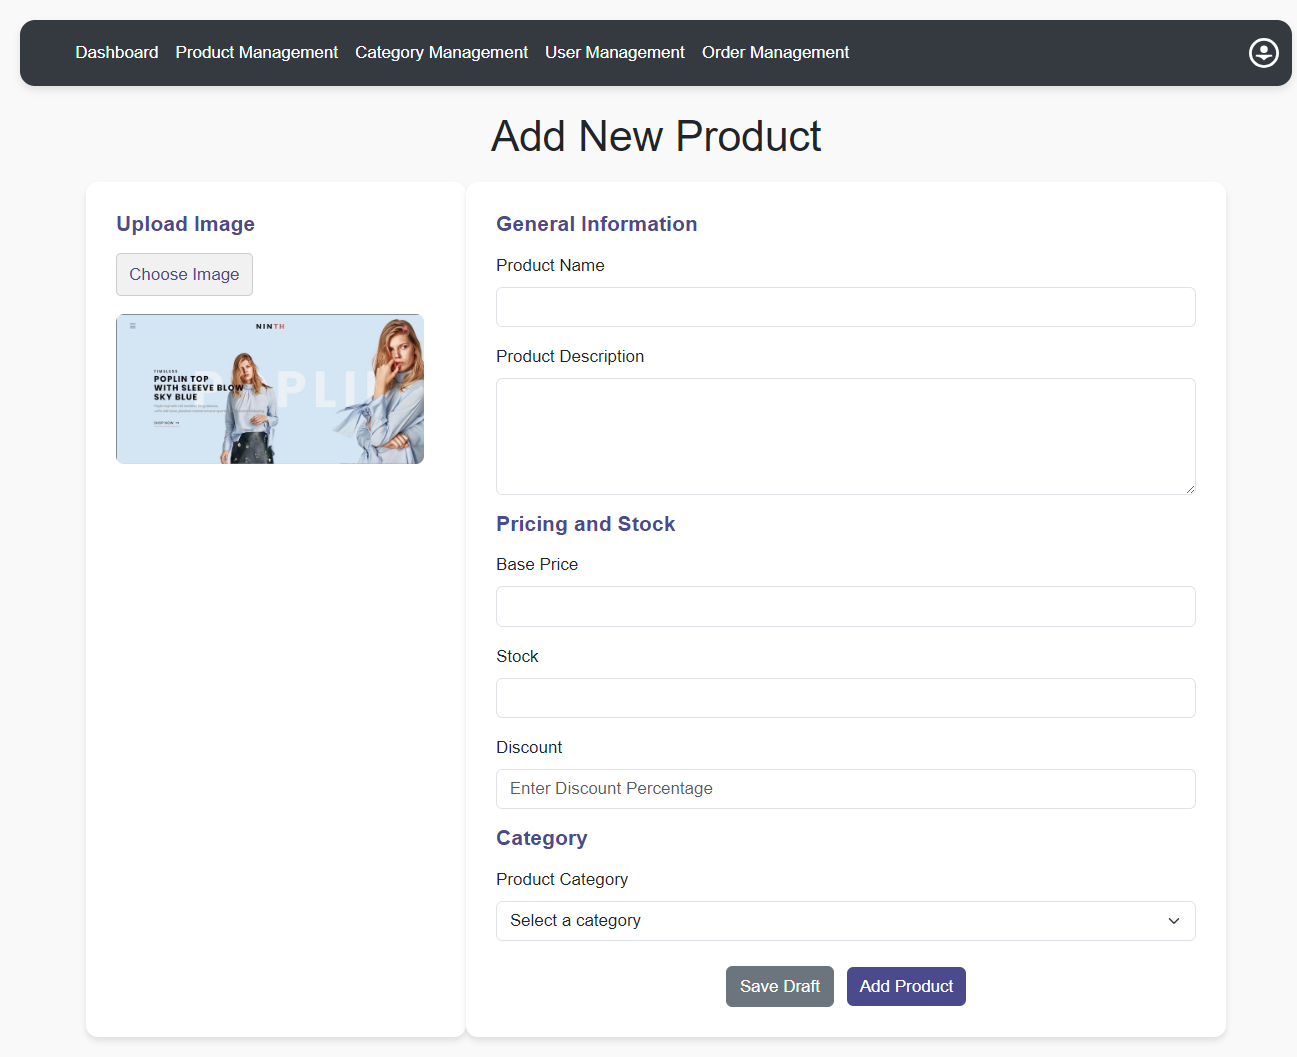 Dashboard Product Management Category Management User Management Order Management
Add New Product
Upload Image
Choose Image
NINTH
POPLIN
TIMELESS
POPLIN TOP
WITH SLEEVE BLOW
SKY BLUE
SHOP NOW
General Information
Product Name
Product Description
Pricing and Stock
Base Price
Stock
Discount
Enter Discount Percentage
Category
Product Category
Select a category
Save Draft Add Product